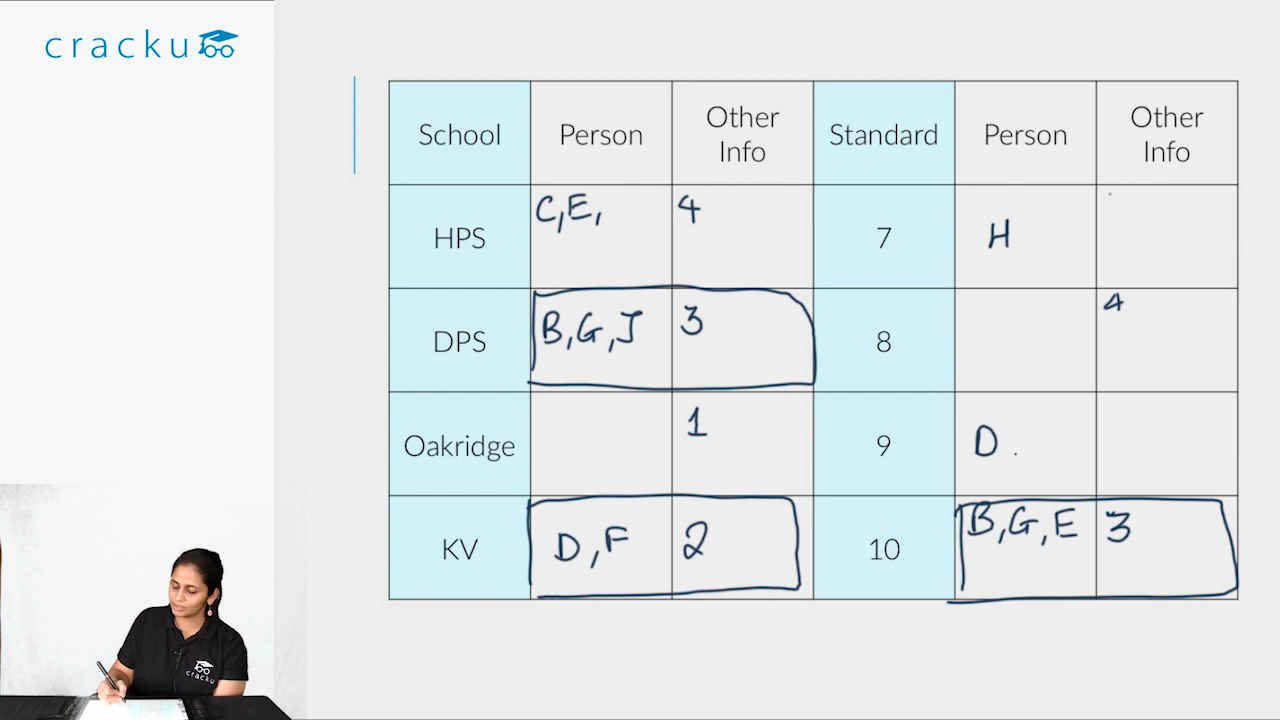 cracku
School Person Other Info Standard Person Other Info
HPS C,E, 4 7 H
DPS B,G,J 3 8 4
Oakridge 1 9 D.
KV D,F 2 10 B,G,E 3
cracku